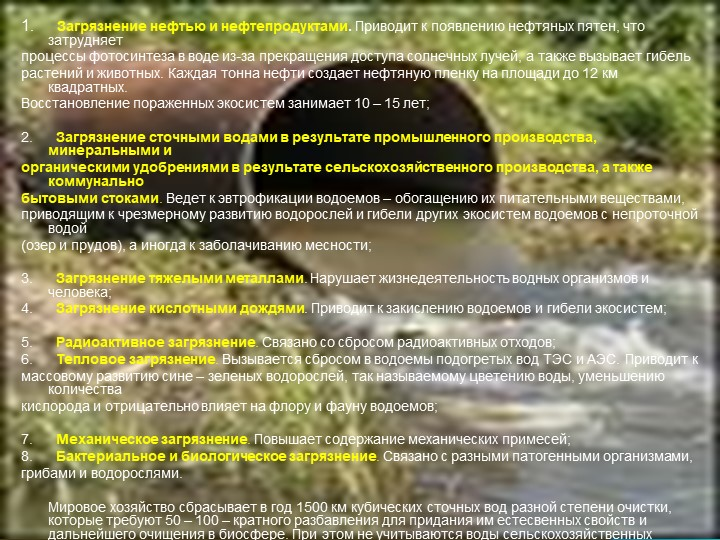 1. Загрязнение нефтью и нефтепродуктами. Приводит к появлению нефтяных пятен, что
затрудняет
процессы фотосинтеза в воде из-за прекращения доступа солнечных лучей, а также вызывает гибель
растений и животных. Каждая тонна нефти создает нефтяную пленку на площади до 12 км
квадратных.
Восстановление пораженных экосистем занимает 10 – 15 лет;
2. Загрязнение сточными водами в результате промышленного производства,
минеральными и
органическими удобрениями в результате сельскохозяйственного производства, а также
коммунально
бытовыми стоками. Ведет к эвтрофикации водоемов – обогащению их питательными веществами,
приводящим к чрезмерному развитию водорослей и гибели других экосистем водоемов с непроточной
водой
(озер и прудов), а иногда к заболачиванию месности;
3. Загрязнение тяжелыми металлами. Нарушает жизнедеятельность водных организмов и
человека;
4. Загрязнение кислотными дождями. Приводит к закислению водоемов и гибели экосистем;
5. Радиоактивное загрязнение. Связано со сбросом радиоактивных отходов;
6. Тепловое загрязнение. Вызывается сбросом в водоемы подогретых вод ТЭС и АЭС. Приводит к
массовому развитию сине – зеленых водорослей, так называемому цветению воды, уменьшению
количества
кислорода и отрицательно влияет на флору и фауну водоемов;
7. Механическое загрязнение. Повышает содержание механических примесей;
8. Бактериальное и биологическое загрязнение. Связано с разными патогенными организмами,
грибами и водорослями.
Мировое хозяйство сбрасывает в год 1500 км кубических сточных вод разной степени очистки,
которые требуют 50 – 100 – кратного разбавления для придания им естесвенных свойств и
дальнейшего очищения в биосфере. При этом не учитываются воды сельскохозяйственных